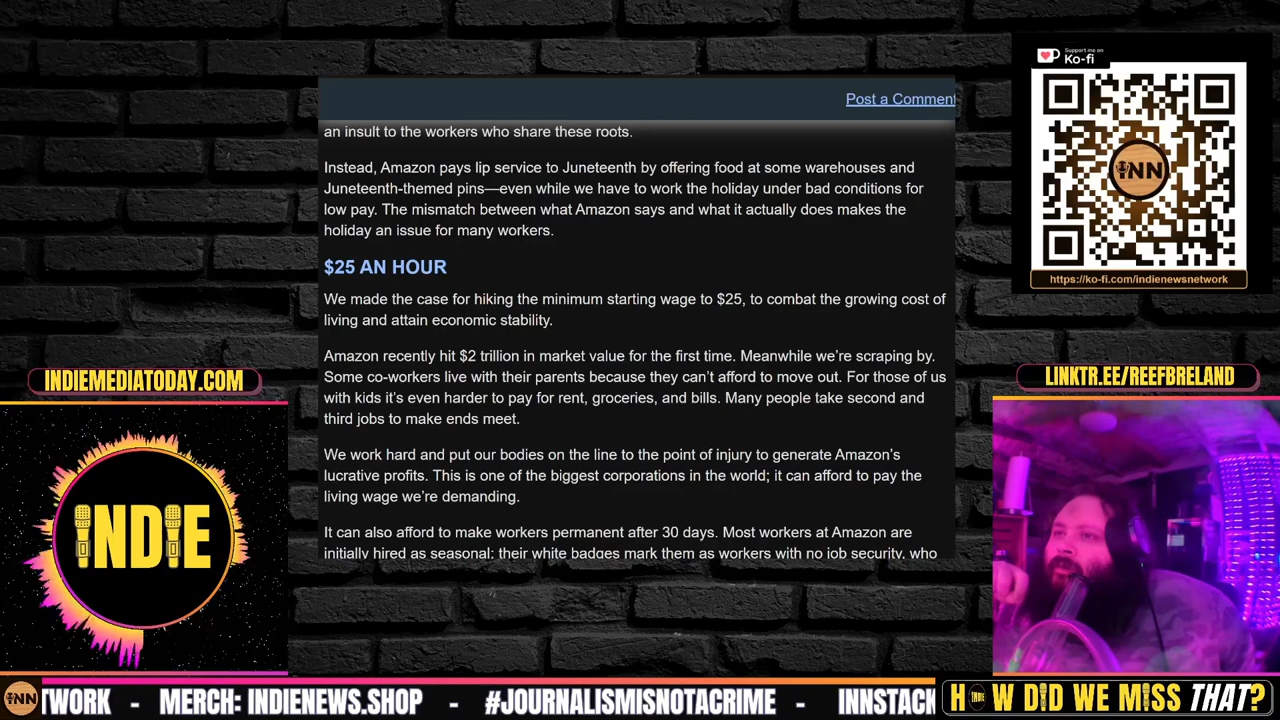 Post a Comment
an insult to the workers who share these roots.
Instead, Amazon pays lip service to Juneteenth by offering food at some warehouses and
Juneteenth-themed pins—even while we have to work the holiday under bad conditions for
low pay. The mismatch between what Amazon says and what it actually does makes the
holiday an issue for many workers.
$25 AN HOUR
We made the case for hiking the minimum starting wage to $25, to combat the growing cost of
living and attain economic stability.
Amazon recently hit $2 trillion in market value for the first time. Meanwhile we’re scraping by.
Some co-workers live with their parents because they can’t afford to move out. For those of us
with kids it’s even harder to pay for rent, groceries, and bills. Many people take second and
third jobs to make ends meet.
We work hard and put our bodies on the line to the point of injury to generate Amazon’s
lucrative profits. This is one of the biggest corporations in the world; it can afford to pay the
living wage we’re demanding.
It can also afford to make workers permanent after 30 days. Most workers at Amazon are
initially hired as seasonal; their white badges mark them as workers with no job security, who
Support me on
Ko-fi
INN
https://ko-fi.com/indienewsnetwork
INDIEMEDIATODAY.COM
LINKTR.EE/REEFBRELAND
INDIE
INN
TWORK - MERCH: INDIENEWS.SHOP - #JOURNALISMISNOTACRIME - INNSTACK
HOW DID WE MISS THAT?